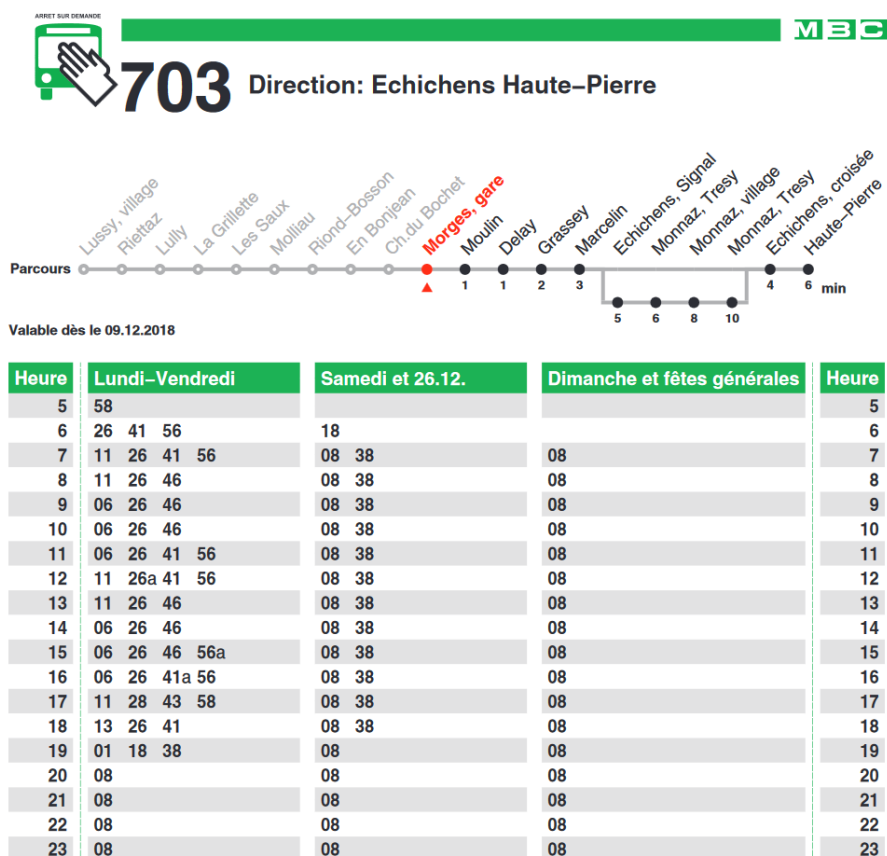 ARRET SUR DEMANDE
MBC
703 Direction: Echichens Haute–Pierre
Lussy, village
Riettaz
Lully
La Grillette
Les Saux
Molliau
Riond–Bosson
En Bonjean
Ch.du Bochet
Morges, gare
Moulin
Delay
Grassey
Marcelin
Echichens, Signal
Monnaz, Tresy
Monnaz, village
Monnaz, Tresy
Echichens, croisée
Haute–Pierre
Parcours
1 1 2 3 4 6 min
5 6 8 10
Valable dès le 09.12.2018
Heure Lundi–Vendredi Samedi et 26.12. Dimanche et fêtes générales Heure
5 58 5
6 26 41 56 18 6
7 11 26 41 56 08 38 08 7
8 11 26 46 08 38 08 8
9 06 26 46 08 38 08 9
10 06 26 46 08 38 08 10
11 06 26 41 56 08 38 08 11
12 11 26a 41 56 08 38 08 12
13 11 26 46 08 38 08 13
14 06 26 46 08 38 08 14
15 06 26 46 56a 08 38 08 15
16 06 26 41a 56 08 38 08 16
17 11 28 43 58 08 38 08 17
18 13 26 41 08 38 08 18
19 01 18 38 08 08 19
20 08 08 08 20
21 08 08 08 21
22 08 08 08 22
23 08 08 08 23